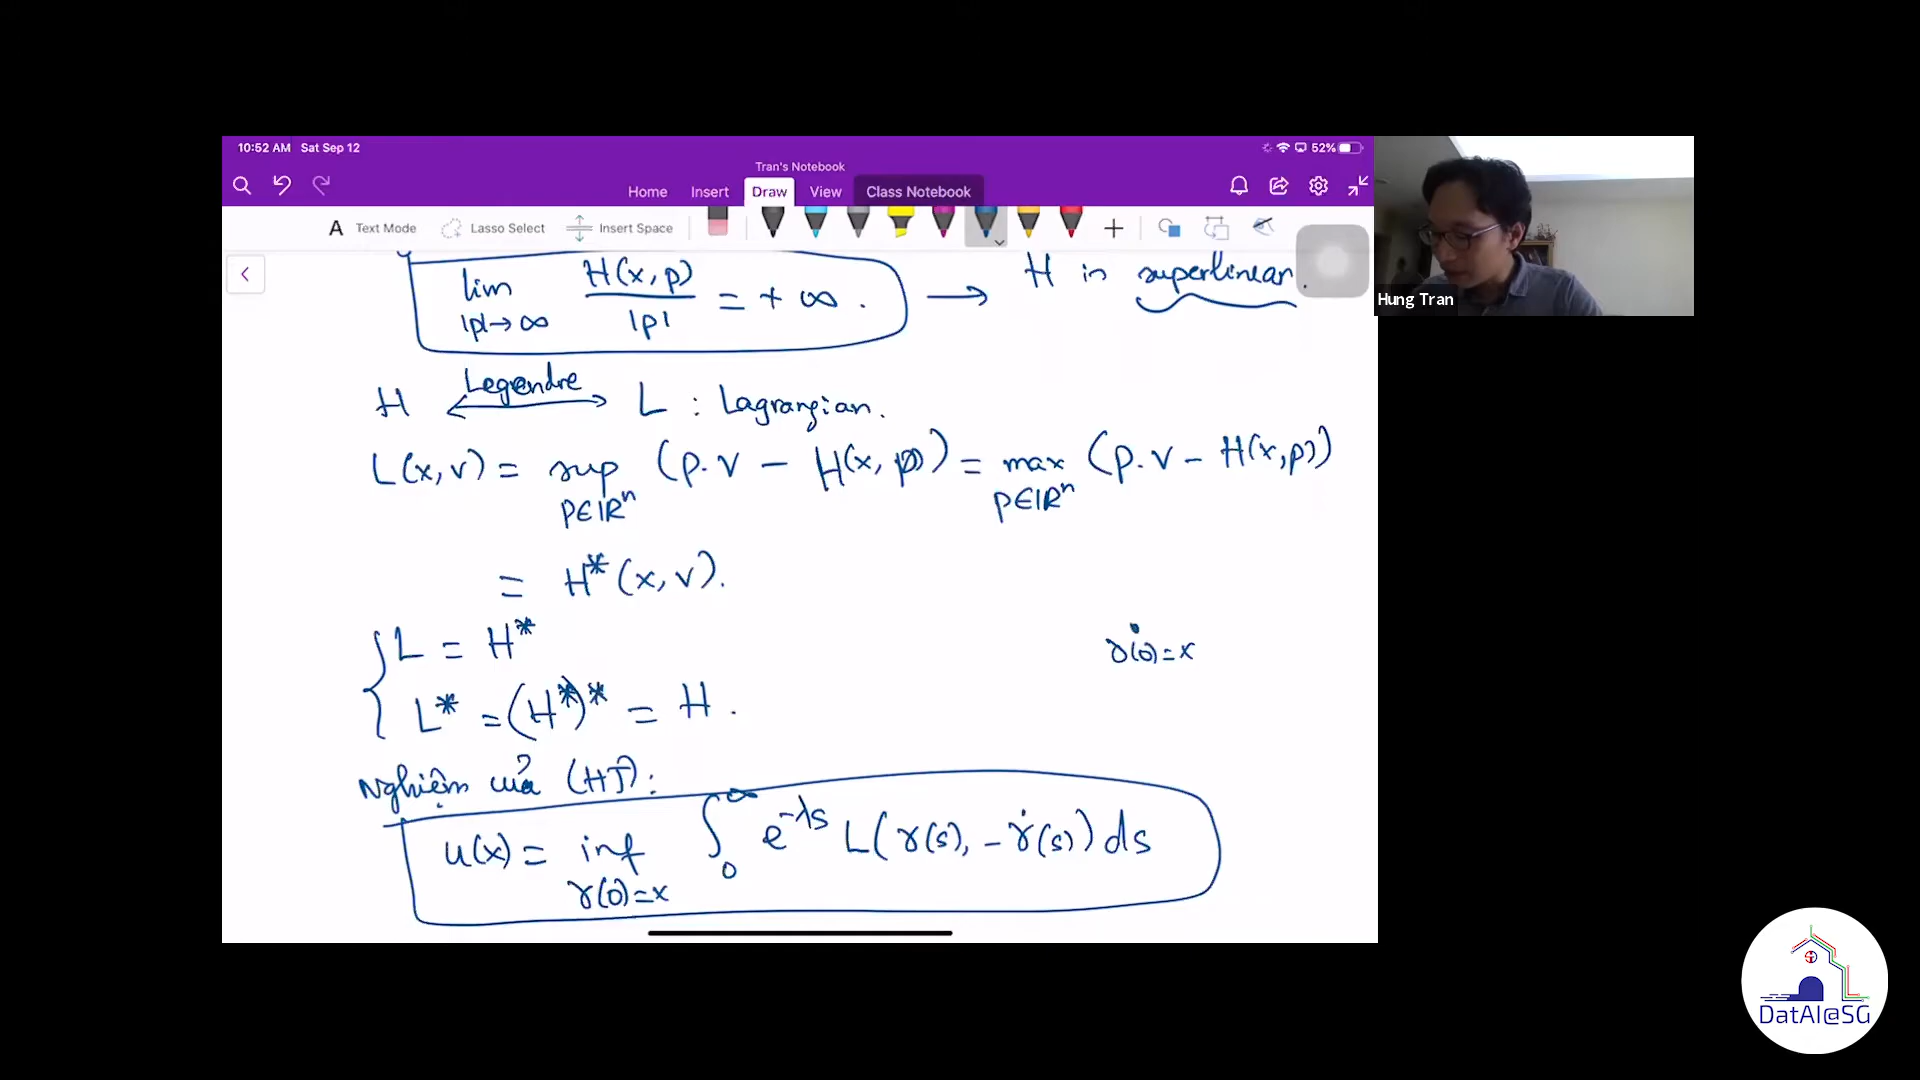 10:52 AM Sat Sep 12
52%
Tran's Notebook
Home Insert Draw View Class Notebook
A Text Mode Lasso Select Insert Space
lim |p|→∞ H(x,p)/|p| = +∞. → H is superlinear.
H ⟷ Legendre L : Lagrangian.
L(x,v) = sup p∈ℝⁿ (p.v − H(x,p)) = max p∈ℝⁿ (p.v − H(x,p))
= H*(x,v).
L = H*
γ(0)=x
L* = (H*)* = H.
Nghiệm của (HJ):
u(x) = inf γ(0)=x ∫₀^∞ e^{-λs} L(γ(s), −γ̇(s)) ds
Hung Tran
DatAI@SG